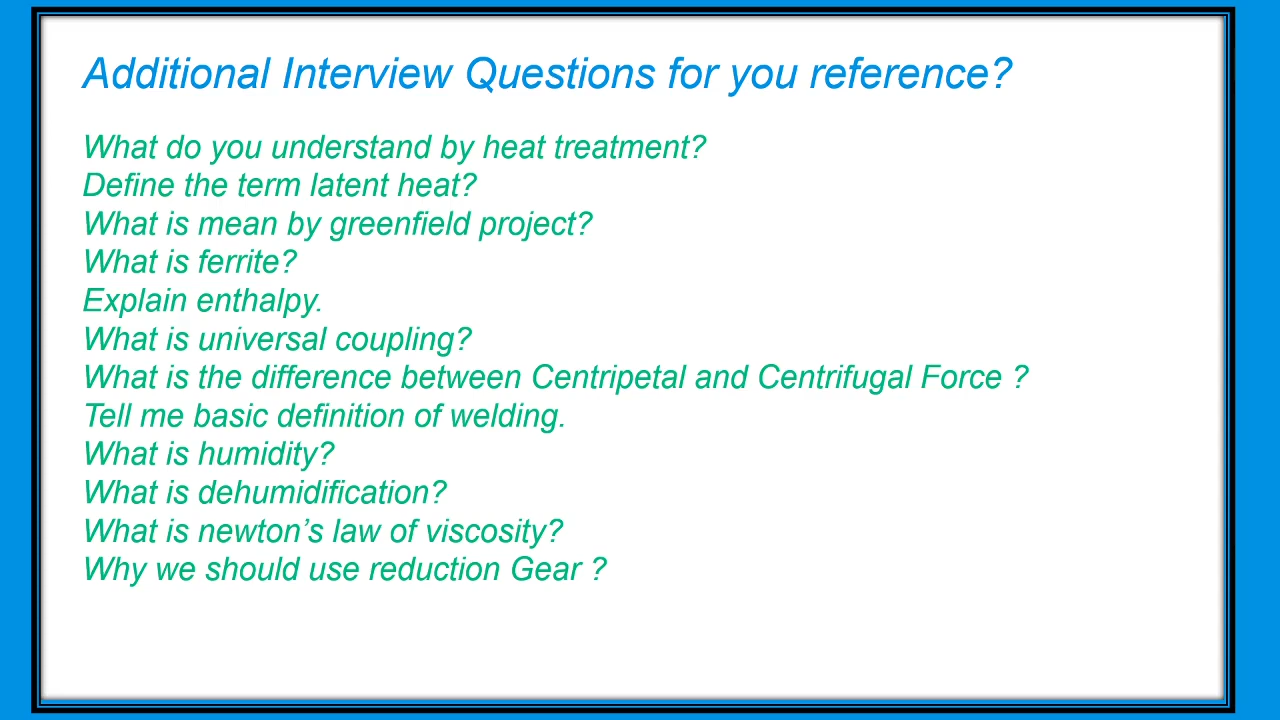 Additional Interview Questions for you reference?
What do you understand by heat treatment?
Define the term latent heat?
What is mean by greenfield project?
What is ferrite?
Explain enthalpy.
What is universal coupling?
What is the difference between Centripetal and Centrifugal Force ?
Tell me basic definition of welding.
What is humidity?
What is dehumidification?
What is newton’s law of viscosity?
Why we should use reduction Gear ?